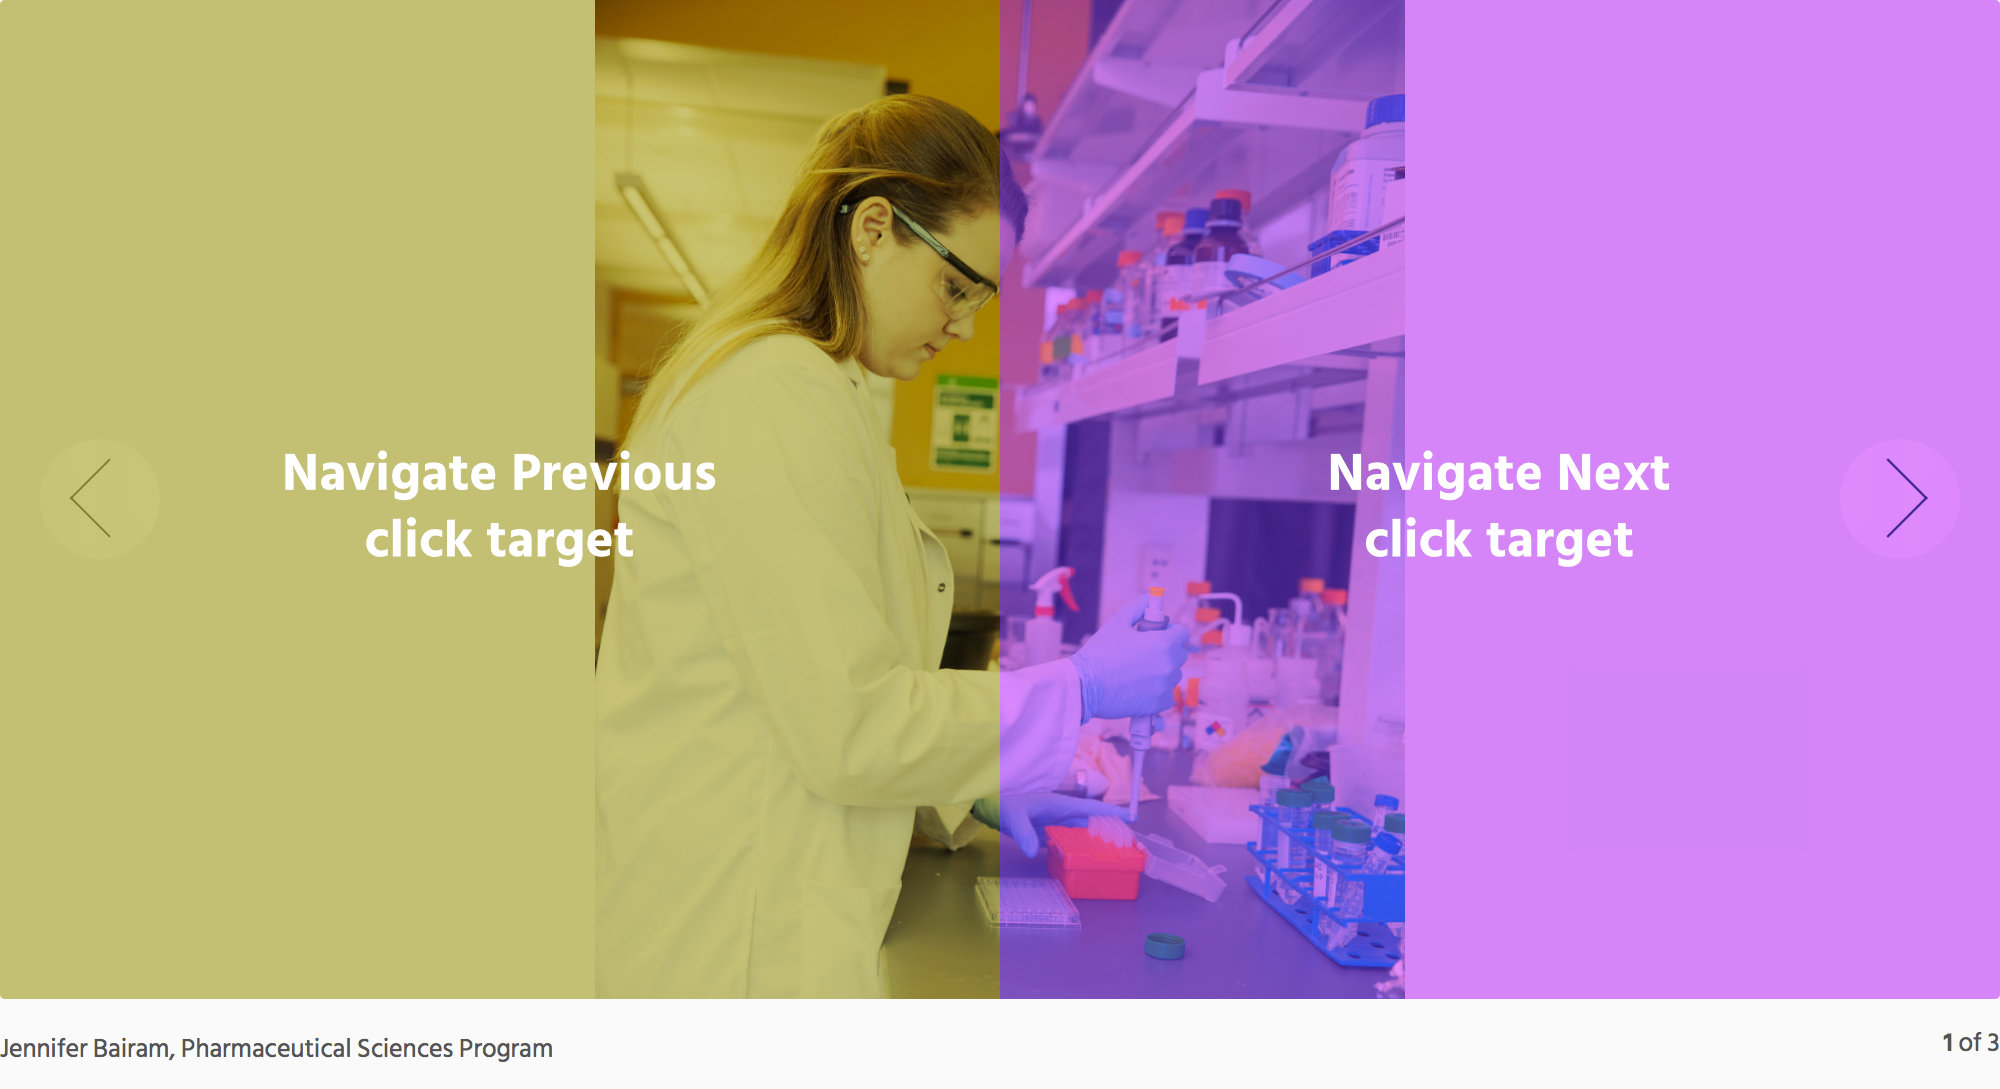 Navigate Previous
click target
Navigate Next
click target
Jennifer Bairam, Pharmaceutical Sciences Program
1 of 3